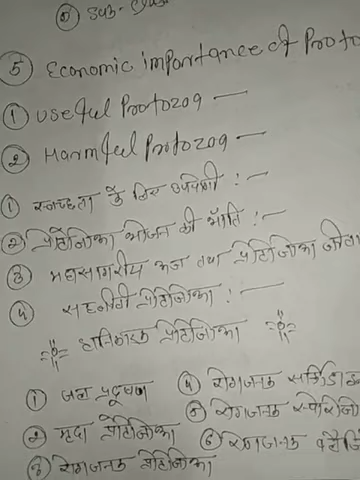 ⑤ Economic importance of Proto
① Useful Protozoa —
② Harmful Protozoa —
① स्वच्छता के लिए उपयोगी :—
② प्रोटोजोआ भोजन की भाँति :—
③ महासागरीय कज तथा प्रोटोजोआ जीवा
④ सहजीवी प्रोटोजोआ :—
हानिकारक प्रोटोजोआ
① जल प्रदूषण ④ रोगजनक
② मृदा प्रोटोजोआ ⑤ रोगजनक स्पोरोजो
③ रोगजनक प्रोटोजोआ ⑥ रोगजनक